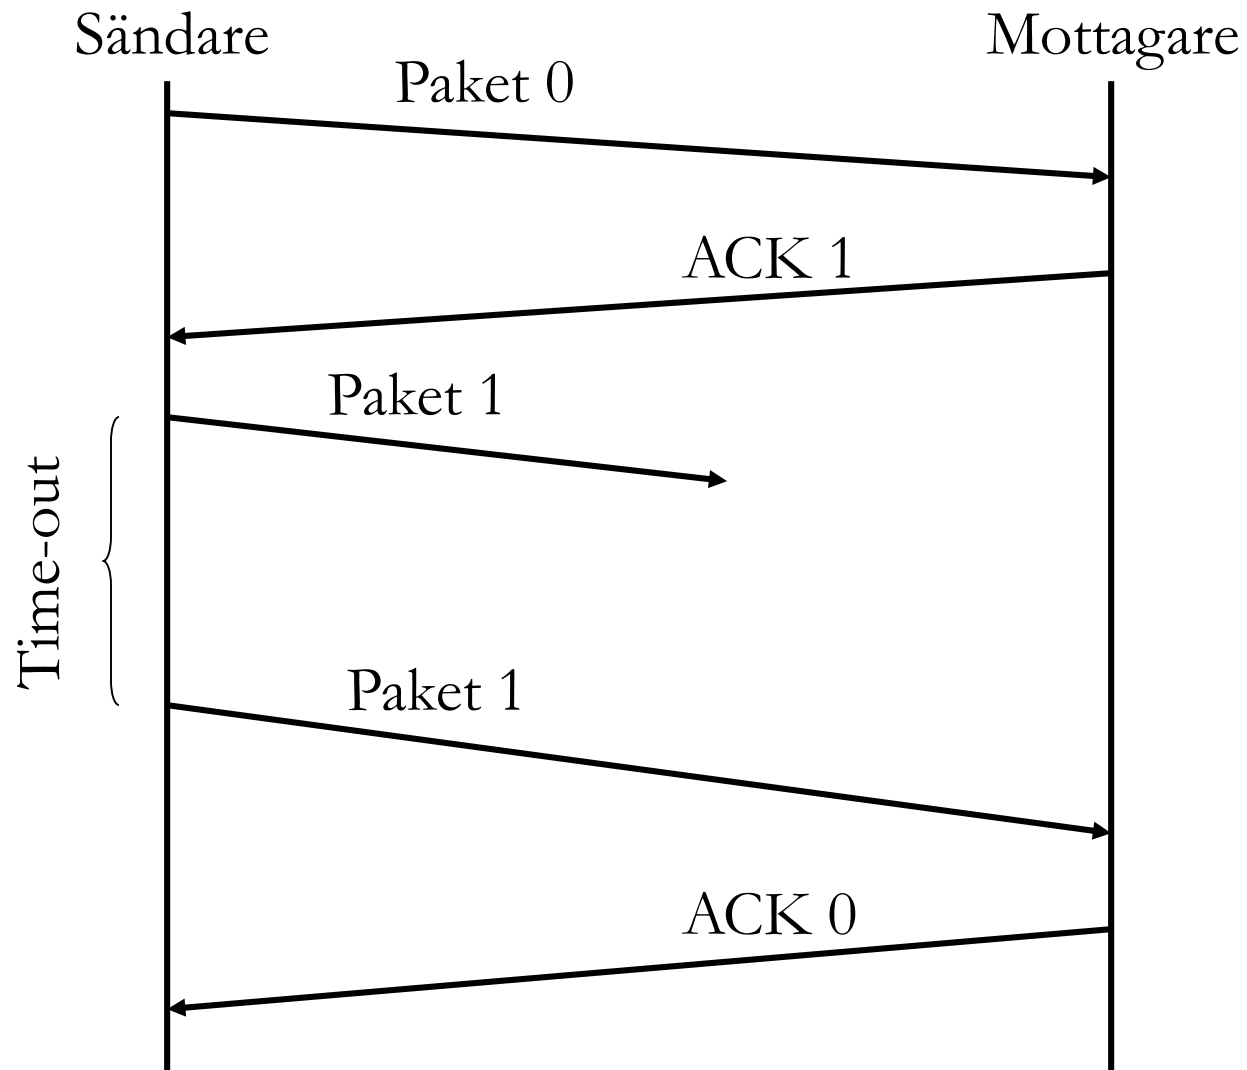 Sändare
Mottagare
Paket 0
ACK 1
Paket 1
Time-out
Paket 1
ACK 0